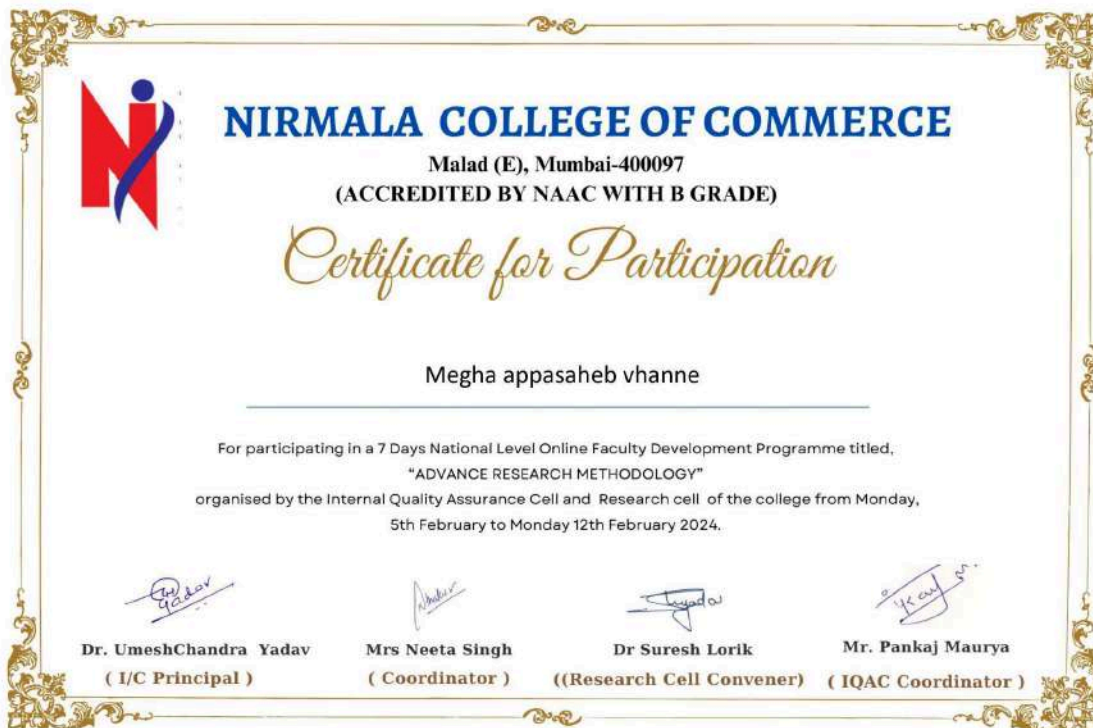 NIRMALA COLLEGE OF COMMERCE
Malad (E), Mumbai-400097
(ACCREDITED BY NAAC WITH B GRADE)
Certificate for Participation
Megha appasaheb vhanne
For participating in a 7 Days National Level Online Faculty Development Programme titled,
“ADVANCE RESEARCH METHODOLOGY”
organised by the Internal Quality Assurance Cell and Research cell of the college from Monday,
5th February to Monday 12th February 2024.
Yadav
Dr. UmeshChandra Yadav Mrs Neeta Singh Dr Suresh Lorik Mr. Pankaj Maurya
( I/C Principal ) ( Coordinator ) ((Research Cell Convener) ( IQAC Coordinator )